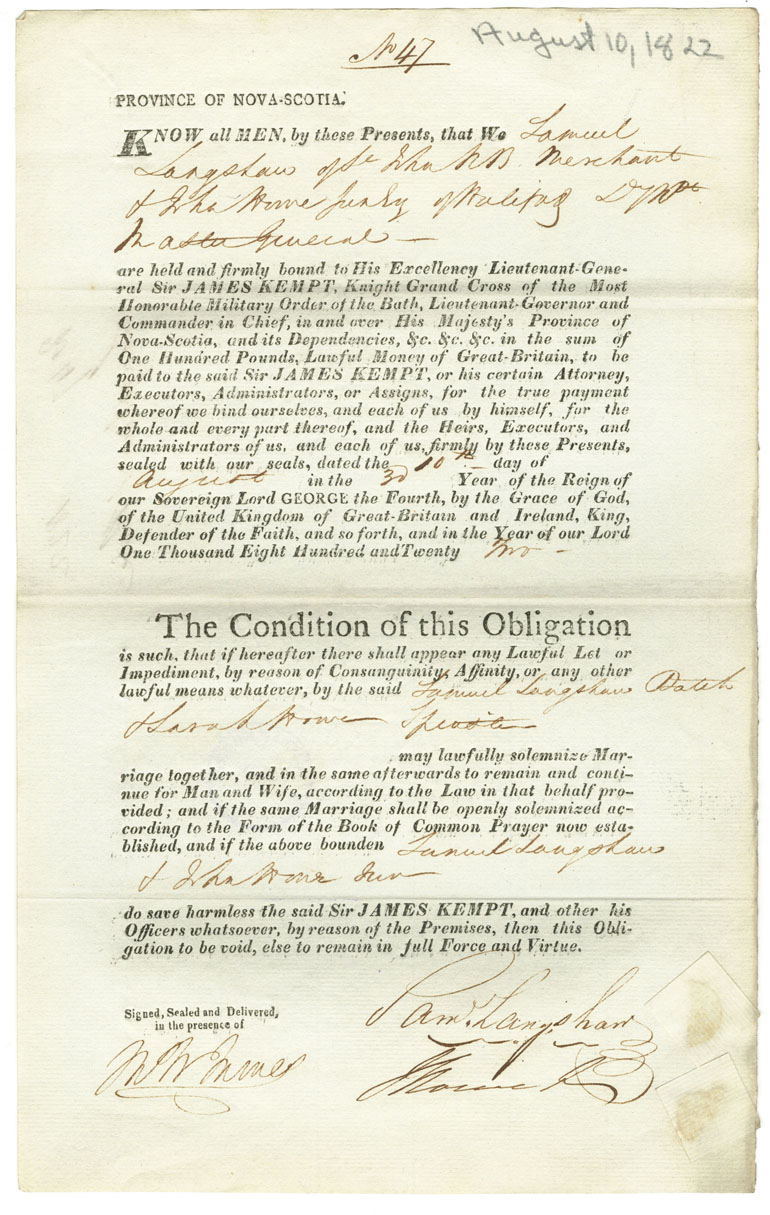 No 47
August 10, 1822
PROVINCE OF NOVA-SCOTIA.
KNOW all MEN, by these Presents, that We Samuel
Langshaw of St John N B. Merchant
& John Howe Jun Esq of Halifax Dy Pt
Master General —
are held and firmly bound to His Excellency Lieutenant-Gene-
ral Sir JAMES KEMPT, Knight Grand Cross of the Most
Honorable Military Order of the Bath, Lieutenant-Governor and
Commander in Chief, in and over His Majesty's Province of
Nova-Scotia, and its Dependencies, &c. &c. &c. in the sum of
One Hundred Pounds, Lawful Money of Great-Britain, to be
paid to the said Sir JAMES KEMPT, or his certain Attorney,
Executors, Administrators, or Assigns, for the true payment
whereof we bind ourselves, and each of us by himself, for the
whole and every part thereof, and the Heirs, Executors, and
Administrators of us, and each of us, firmly by these Presents,
sealed with our seals, dated the 10th — day of
August in the 3d Year of the Reign of
our Sovereign Lord GEORGE the Fourth, by the Grace of God,
of the United Kingdom of Great-Britain and Ireland, King,
Defender of the Faith, and so forth, and in the Year of our Lord
One Thousand Eight Hundred and Twenty two —
The Condition of this Obligation
is such, that if hereafter there shall appear any Lawful Let or
Impediment, by reason of Consanguinity, Affinity, or any other
lawful means whatever, by the said Samuel Langshaw Batch
& Sarah Howe Spinster
may lawfully solemnize Mar-
riage together, and in the same afterwards to remain and conti-
nue for Man and Wife, according to the Law in that behalf pro-
vided; and if the same Marriage shall be openly solemnized ac-
cording to the Form of the Book of Common Prayer now esta-
blished, and if the above bounden Samuel Langshaw
& John Howe Jun
do save harmless the said Sir JAMES KEMPT, and other his
Officers whatsoever, by reason of the Premises, then this Obli-
gation to be void, else to remain in full Force and Virtue.
Signed, Sealed and Delivered,
in the presence of
Sam. Langshaw
J Howe Jr